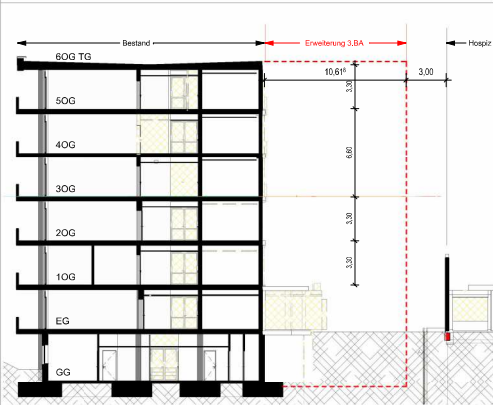 Bestand
Erweiterung 3.BA
Hospiz
6OG TG
10,61⁶
3,00
3,30
5OG
4OG
6,60
3OG
2OG
3,30
1OG
3,30
EG
GG